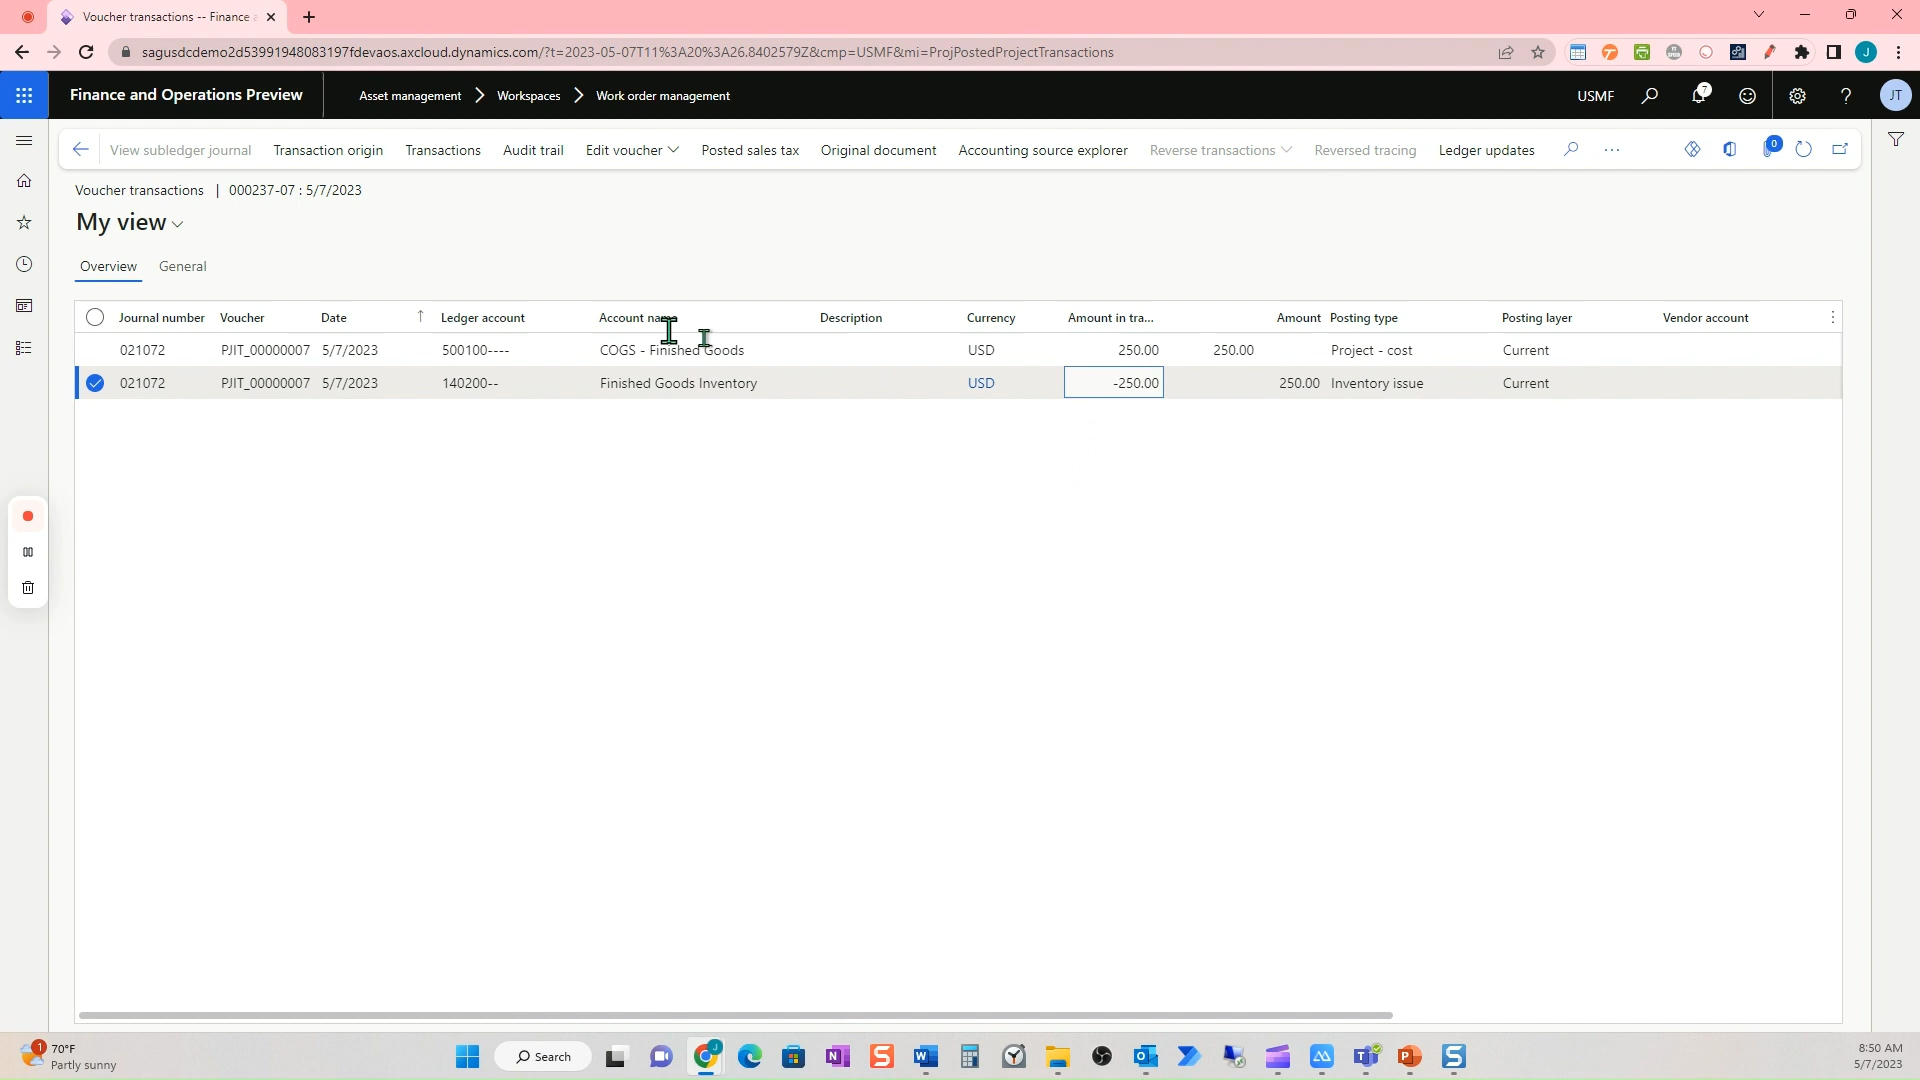 Voucher transactions -- Finance a
sagusdcdemo2d53991948083197fdevaos.axcloud.dynamics.com/?t=2023-05-07T11%3A20%3A26.8402579Z&cmp=USMF&mi=ProjPostedProjectTransactions
J
Finance and Operations Preview
Asset management
Workspaces
Work order management
USMF
7
?
JT
View subledger journal
Transaction origin
Transactions
Audit trail
Edit voucher
Posted sales tax
Original document
Accounting source explorer
Reverse transactions
Reversed tracing
Ledger updates
...
0
Voucher transactions | 000237-07 : 5/7/2023
My view
Overview
General
Journal number Voucher Date Ledger account Account name Description Currency Amount in tra... Amount Posting type Posting layer Vendor account
021072 PJIT_00000007 5/7/2023 500100---- COGS - Finished Goods USD 250.00 250.00 Project - cost Current
021072 PJIT_00000007 5/7/2023 140200-- Finished Goods Inventory USD -250.00 250.00 Inventory issue Current
1
70°F
Partly sunny
Search
8:50 AM
5/7/2023